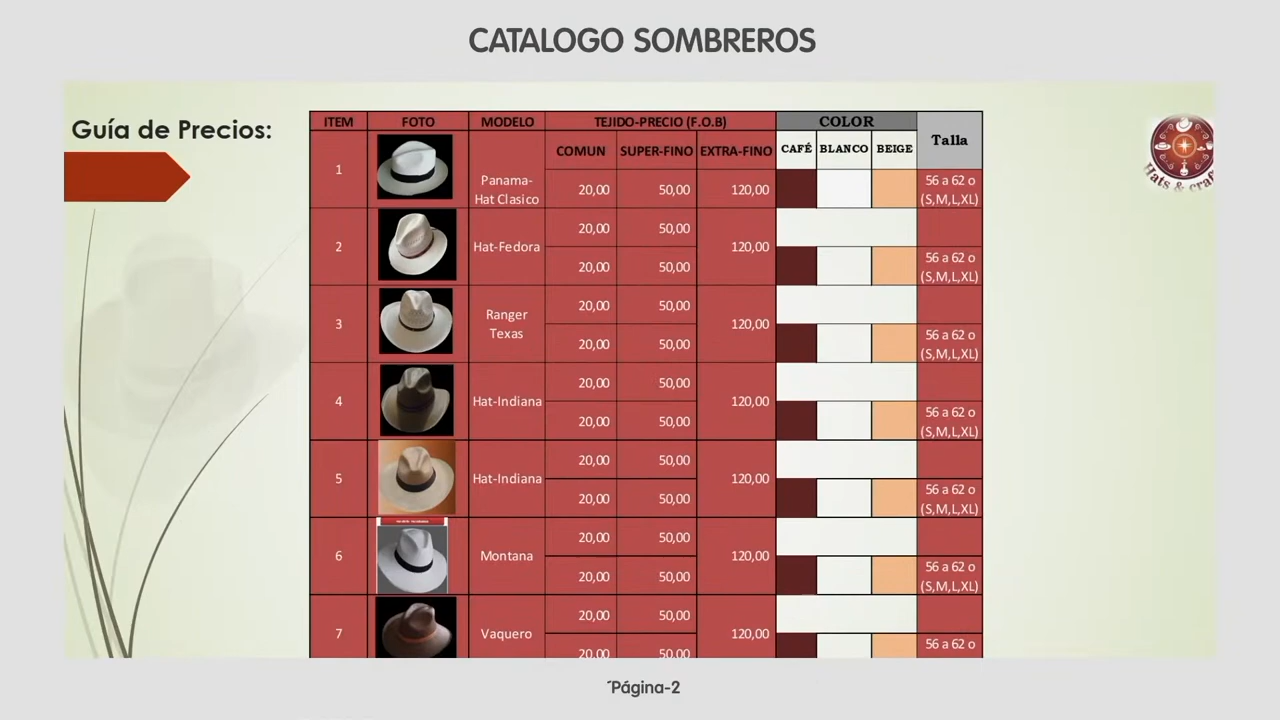 CATALOGO SOMBREROS
Guía de Precios:
ITEM FOTO MODELO TEJIDO-PRECIO (F.O.B) COLOR Talla
COMUN SUPER-FINO EXTRA-FINO CAFÉ BLANCO BEIGE
1 Panama-
Hat Clasico 20,00 50,00 120,00 56 a 62 o
(S,M,L,XL)
2 Hat-Fedora 20,00 50,00 120,00
20,00 50,00 56 a 62 o
(S,M,L,XL)
3 Ranger
Texas 20,00 50,00 120,00
20,00 50,00 56 a 62 o
(S,M,L,XL)
4 Hat-Indiana 20,00 50,00 120,00
20,00 50,00 56 a 62 o
(S,M,L,XL)
5 Hat-Indiana 20,00 50,00 120,00
20,00 50,00 56 a 62 o
(S,M,L,XL)
6 Montana 20,00 50,00 120,00
20,00 50,00 56 a 62 o
(S,M,L,XL)
7 Vaquero 20,00 50,00 120,00
20,00 50,00 56 a 62 o
Hats & craf
´Página-2